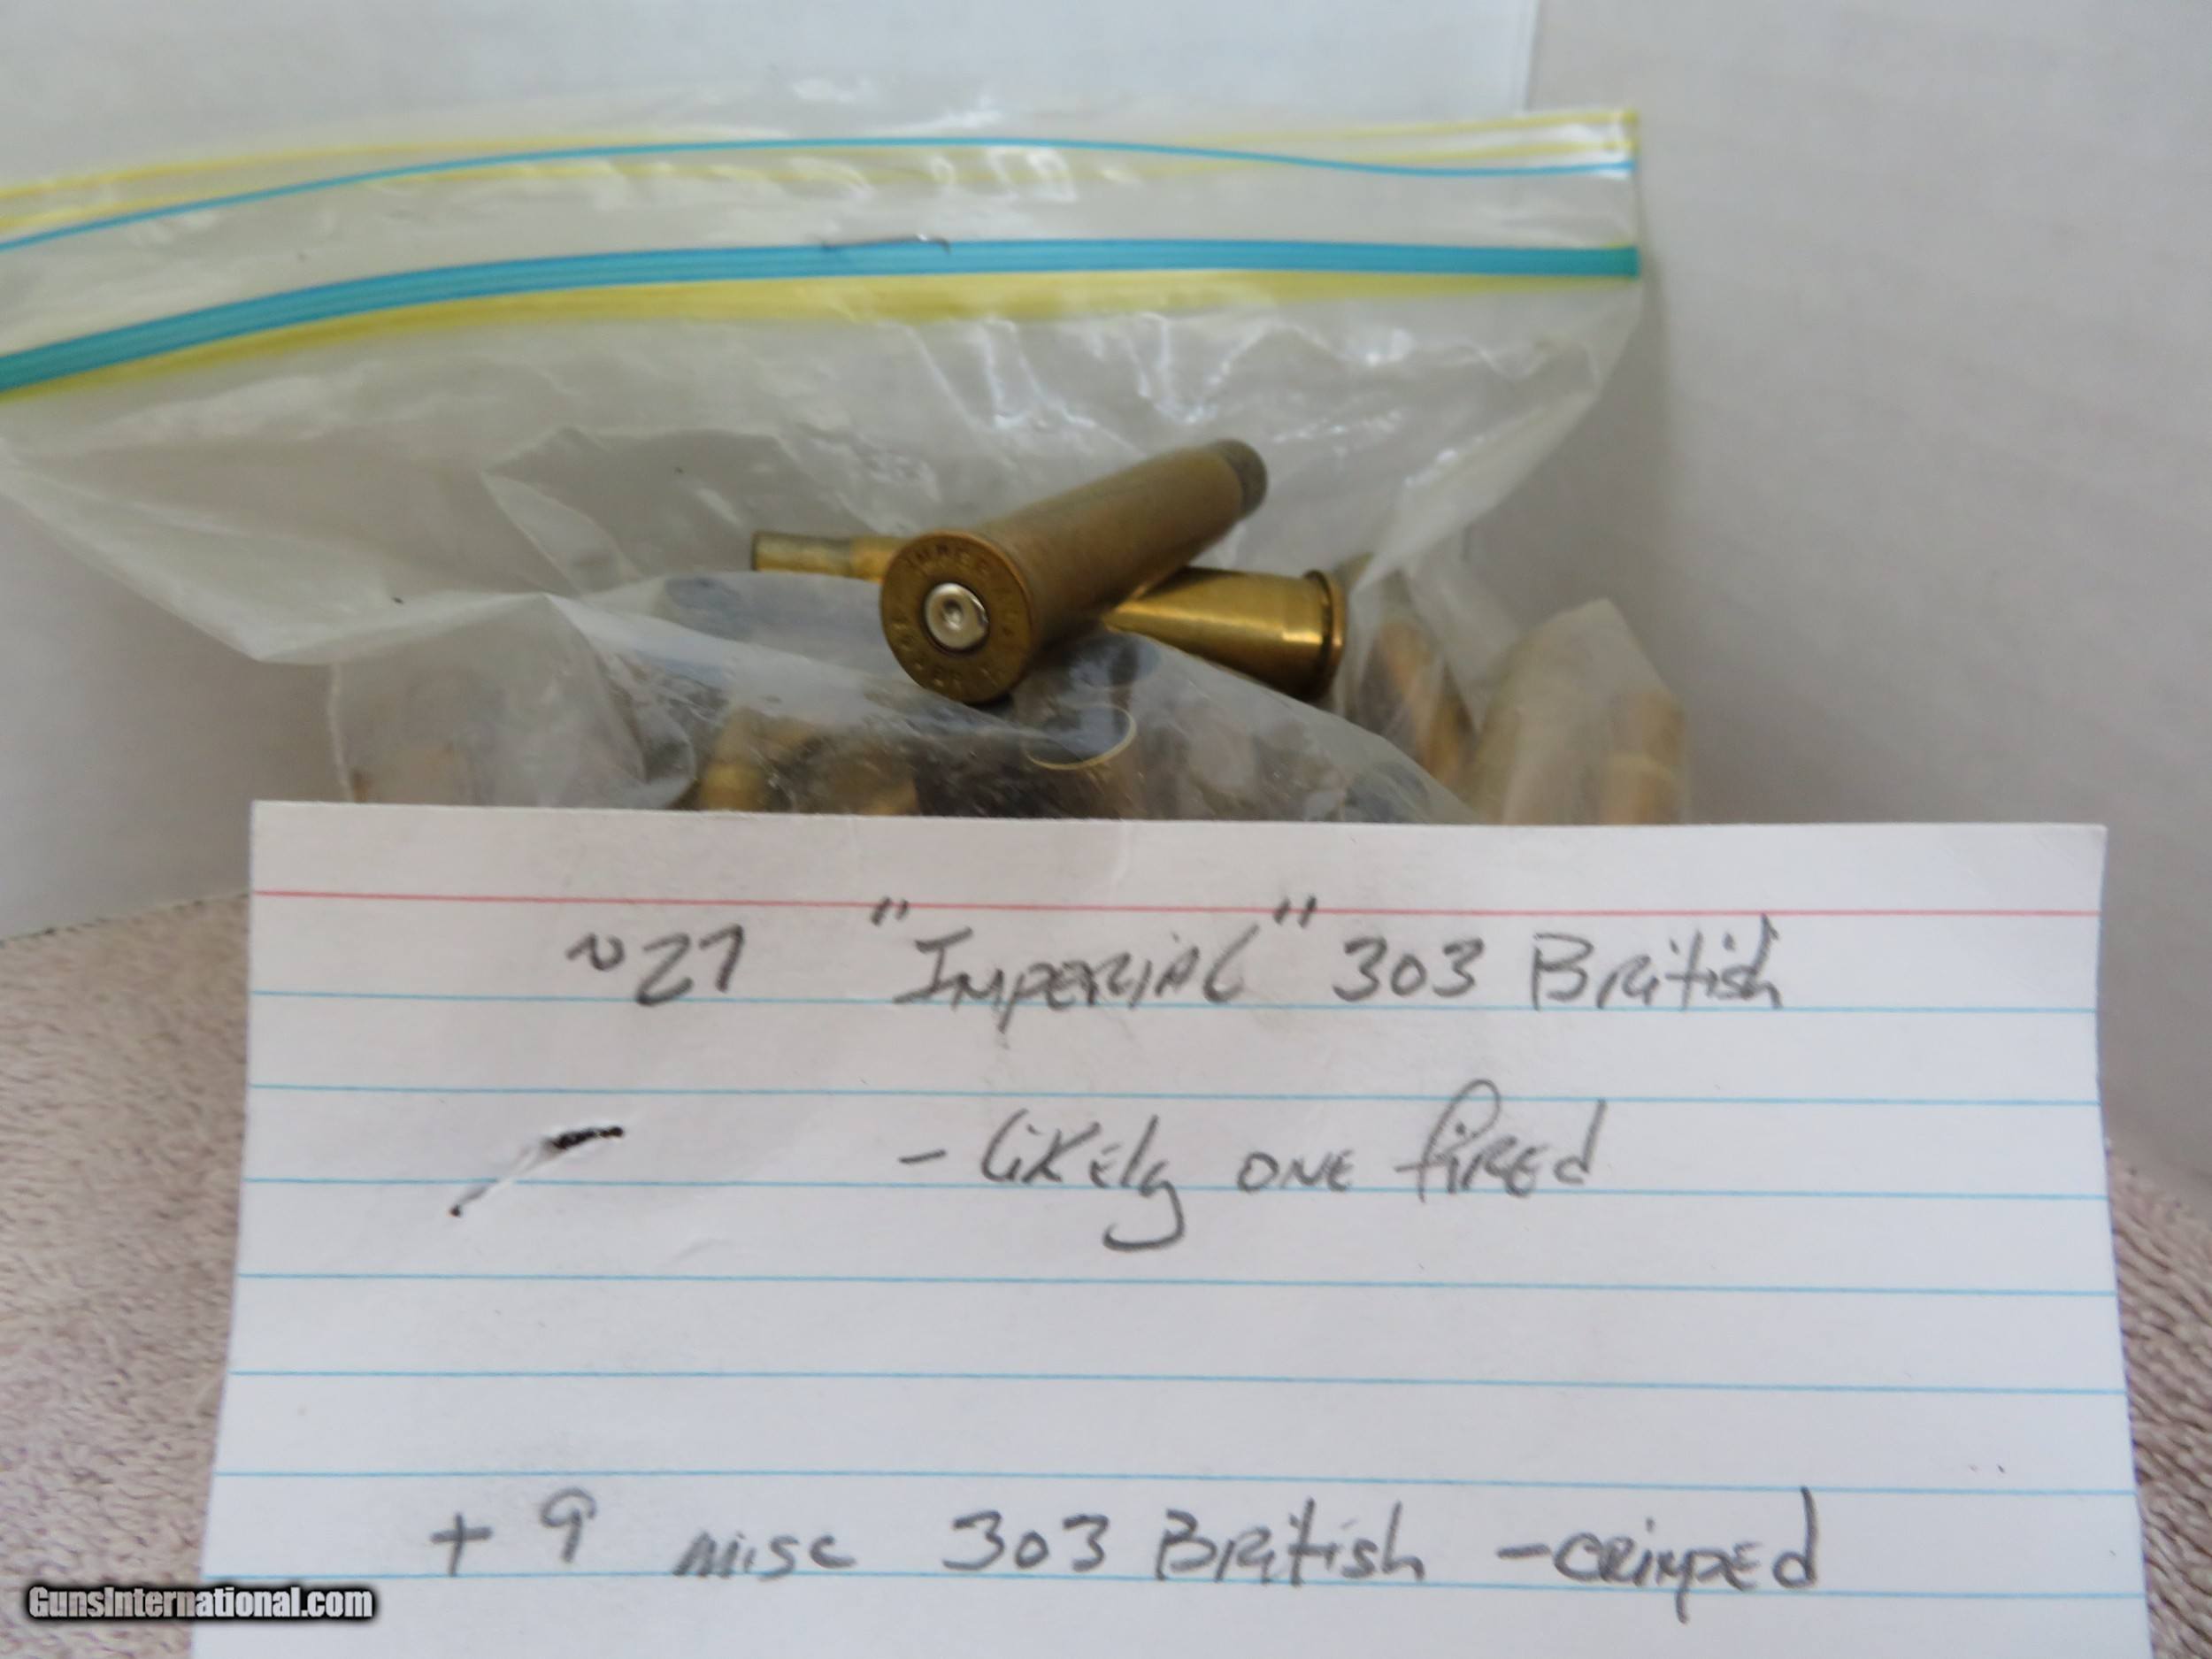 ~27 "Imperial" 303 British
- likely one fired
+ 9 misc 303 British - crimped
GunsInternational.com